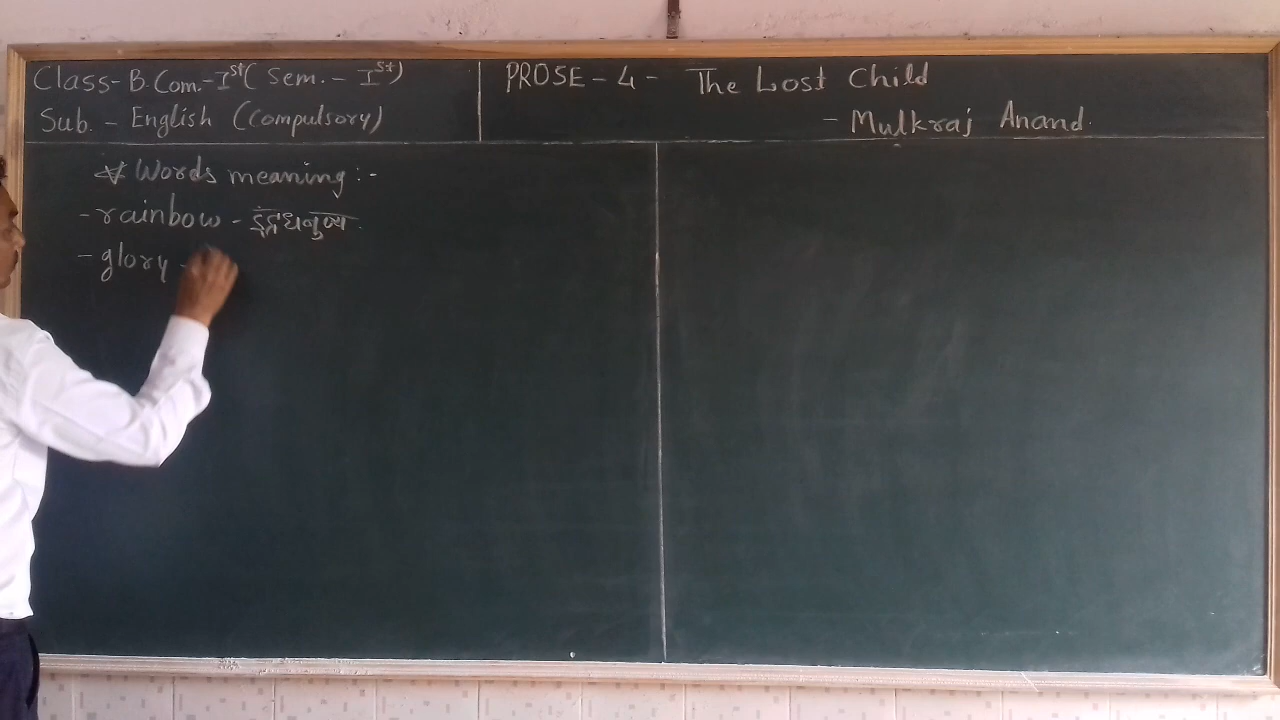 Class- B.Com.- Ist ( Sem. - Ist)
Sub. - English (Compulsory)
PROSE - 4 - The Lost Child
- Mulkraj Anand.
* Words meaning :-
- rainbow - इंद्रधनुष्य.
- glory -